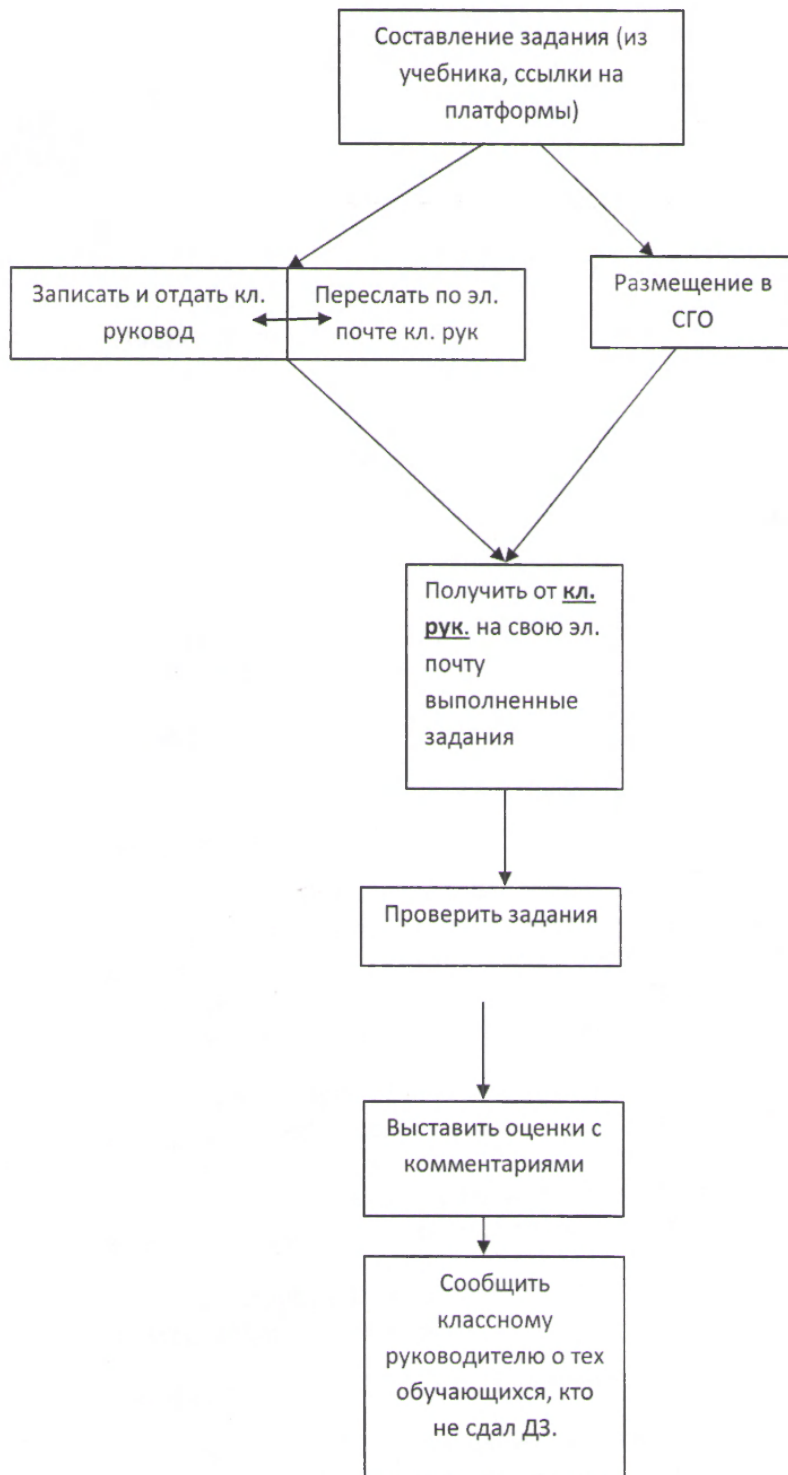 Составление задания (из
учебника, ссылки на
платформы)
Записать и отдать кл.
руковод
Переслать по эл.
почте кл. рук
Размещение в
СГО
Получить от кл.
рук. на свою эл.
почту
выполненные
задания
Проверить задания
Выставить оценки с
комментариями
Сообщить
классному
руководителю о тех
обучающихся, кто
не сдал ДЗ.